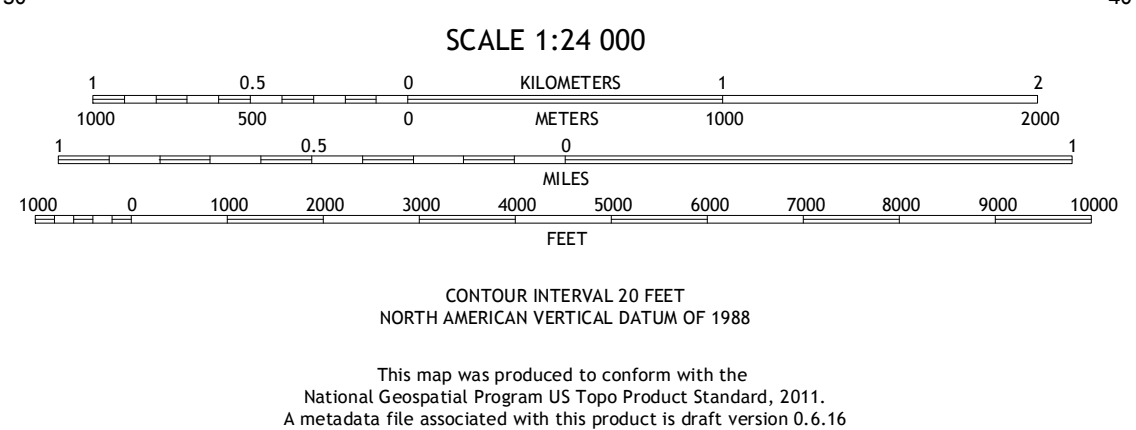 SCALE 1:24 000
1 0.5 0 KILOMETERS 1 2
1000 500 0 METERS 1000 2000
1 0.5 0 1
MILES
1000 0 1000 2000 3000 4000 5000 6000 7000 8000 9000 10000
FEET
CONTOUR INTERVAL 20 FEET
NORTH AMERICAN VERTICAL DATUM OF 1988
This map was produced to conform with the
National Geospatial Program US Topo Product Standard, 2011.
A metadata file associated with this product is draft version 0.6.16